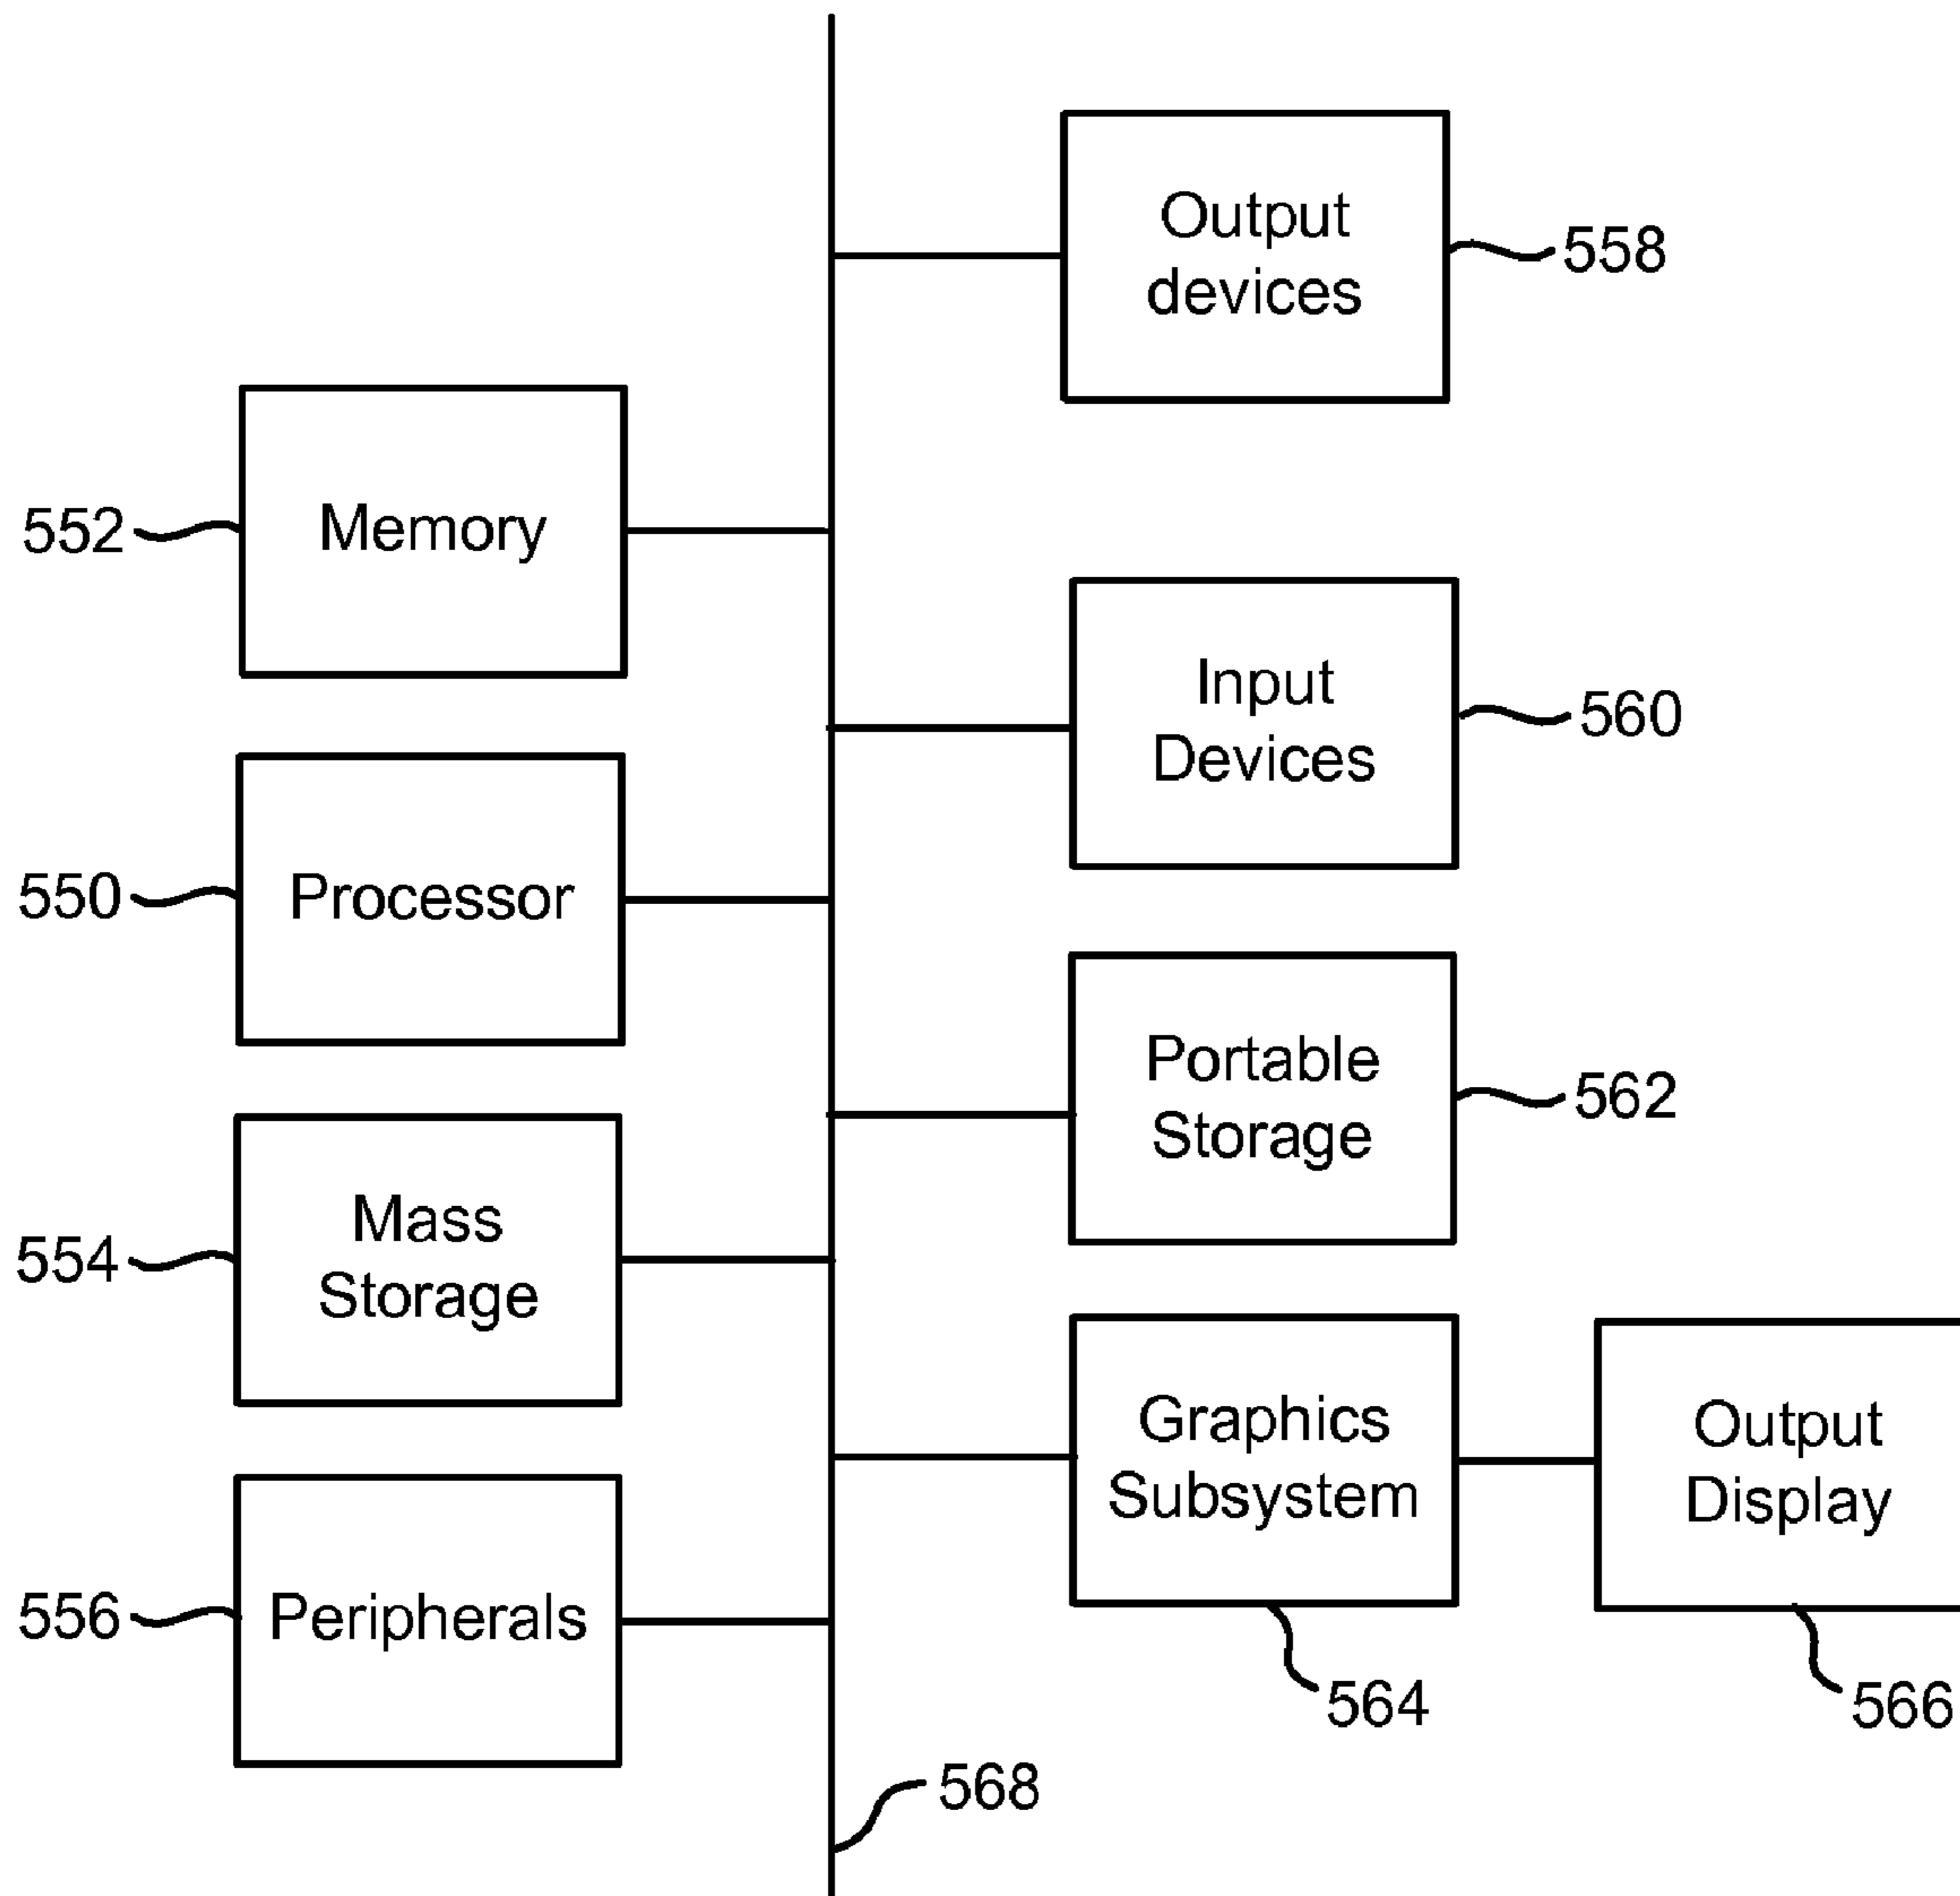 Output
devices
558
552
Memory
Input
Devices
560
550
Processor
Portable
Storage
562
Mass
Storage
554
Graphics
Subsystem
Output
Display
556
Peripherals
564
566
568